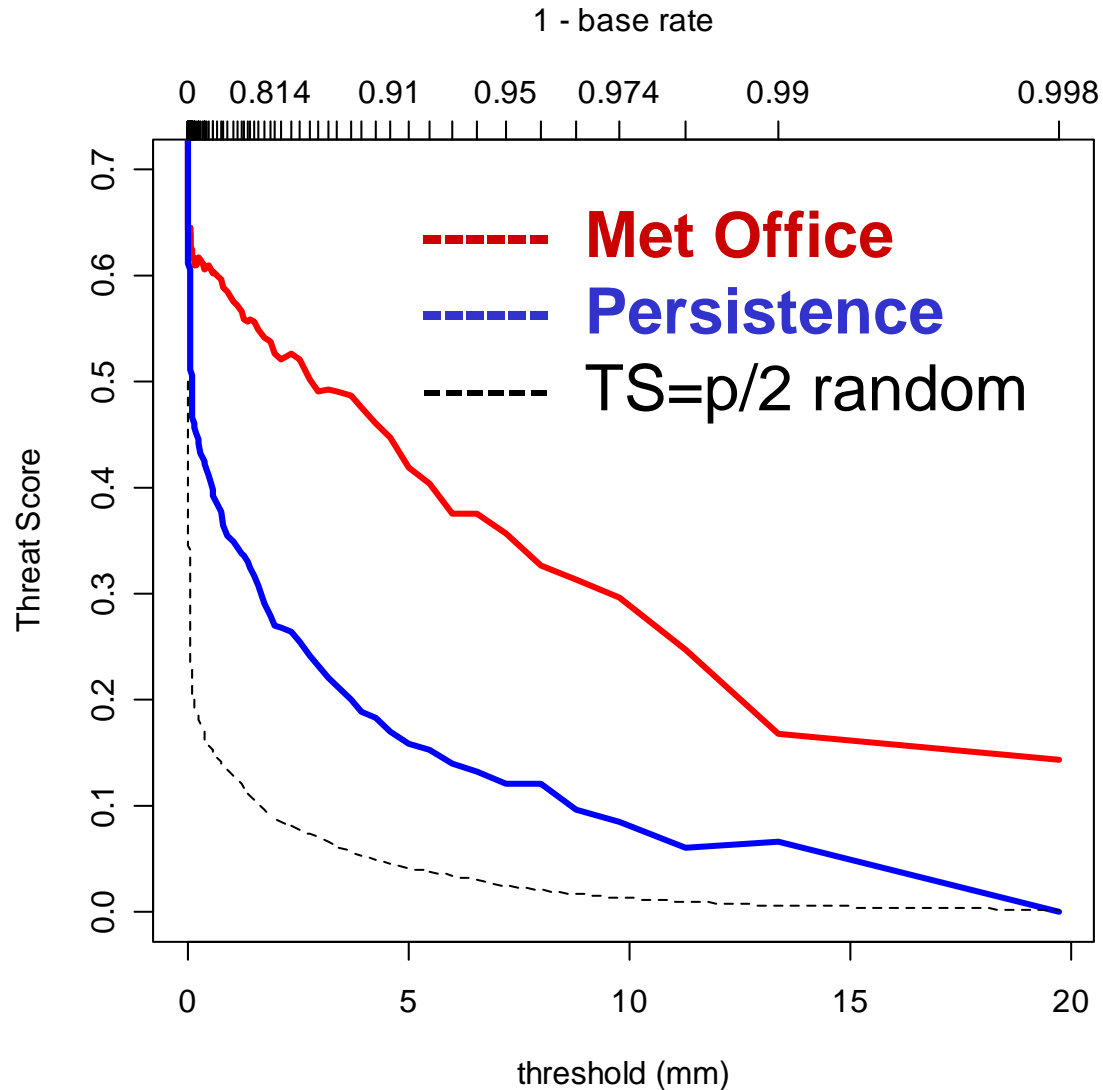 1 - base rate
0 0.814 0.91 0.95 0.974 0.99 0.998
0.7
0.6
0.5
0.4
0.3
0.2
0.1
0.0
Threat Score
Met Office
Persistence
TS=p/2 random
0 5 10 15 20
threshold (mm)